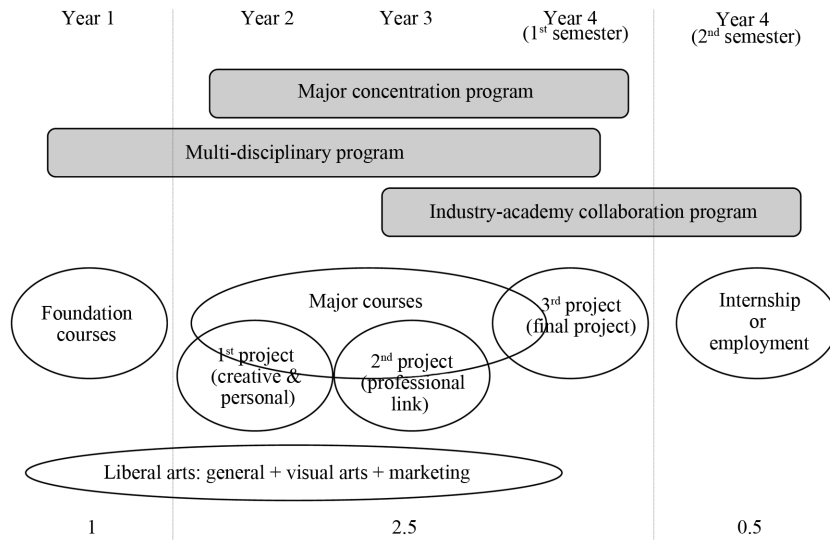 Year 1
Year 2
Year 3
Year 4
(1st semester)
Year 4
(2nd semester)
Major concentration program
Multi-disciplinary program
Industry-academy collaboration program
Foundation
courses
Major courses
3rd project
(final project)
Internship
or
employment
1st project
(creative &
personal)
2nd project
(professional
link)
Liberal arts: general + visual arts + marketing
1
2.5
0.5